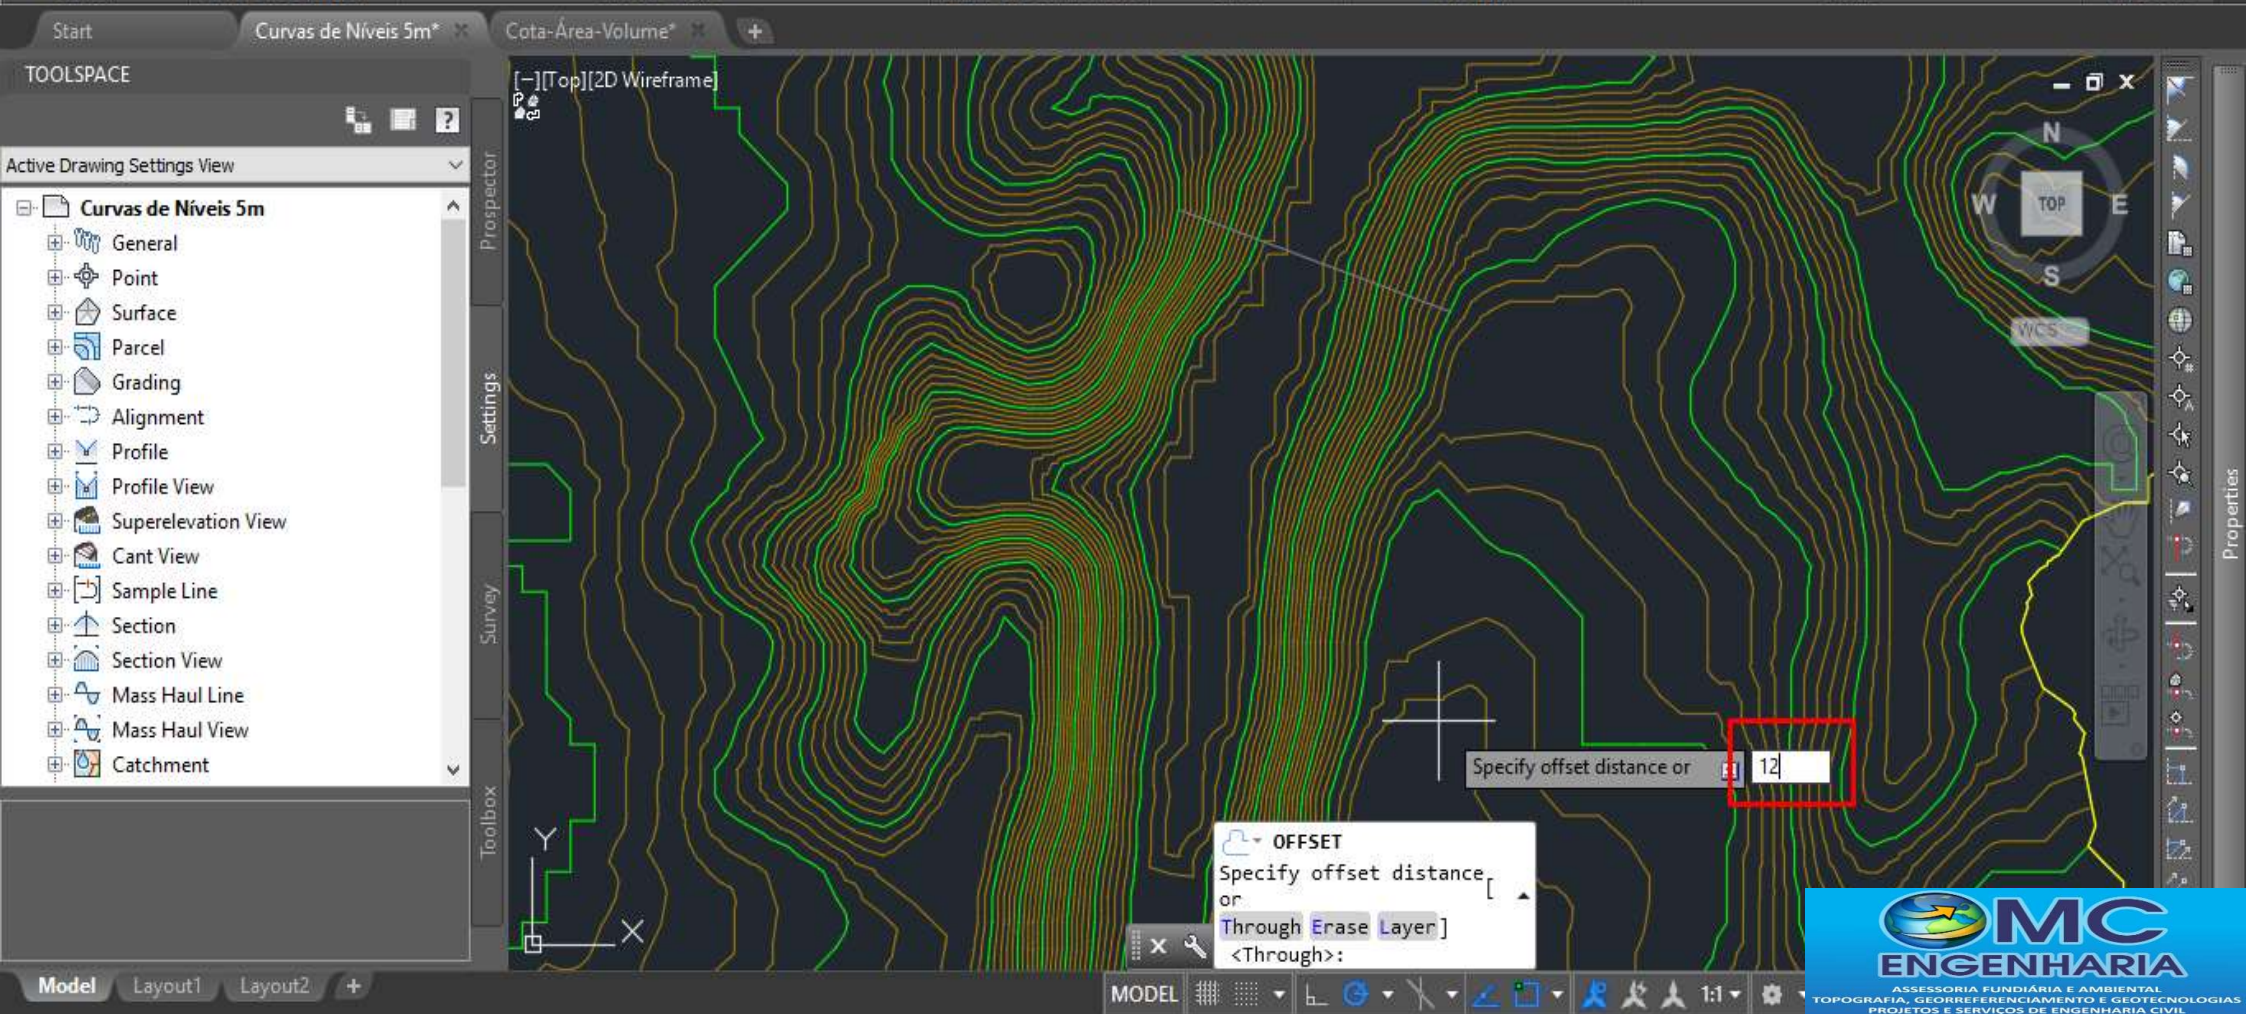 Start
Curvas de Níveis 5m*
Cota-Área-Volume*
TOOLSPACE
Active Drawing Settings View
Curvas de Níveis 5m
General
Point
Surface
Parcel
Grading
Alignment
Profile
Profile View
Superelevation View
Cant View
Sample Line
Section
Section View
Mass Haul Line
Mass Haul View
Catchment
Prospector
Settings
Survey
Toolbox
[−][Top][2D Wireframe]
N
W
TOP
E
S
WCS
Properties
Specify offset distance or
12
OFFSET
Specify offset distance
or [
Through Erase Layer]
<Through>:
Y
X
Model
Layout1
Layout2
MODEL
1:1
MC
ENGENHARIA
ASSESSORIA FUNDIÁRIA E AMBIENTAL
TOPOGRAFIA, GEORREFERENCIAMENTO E GEOTECNOLOGIAS
PROJETOS E SERVIÇOS DE ENGENHARIA CIVIL